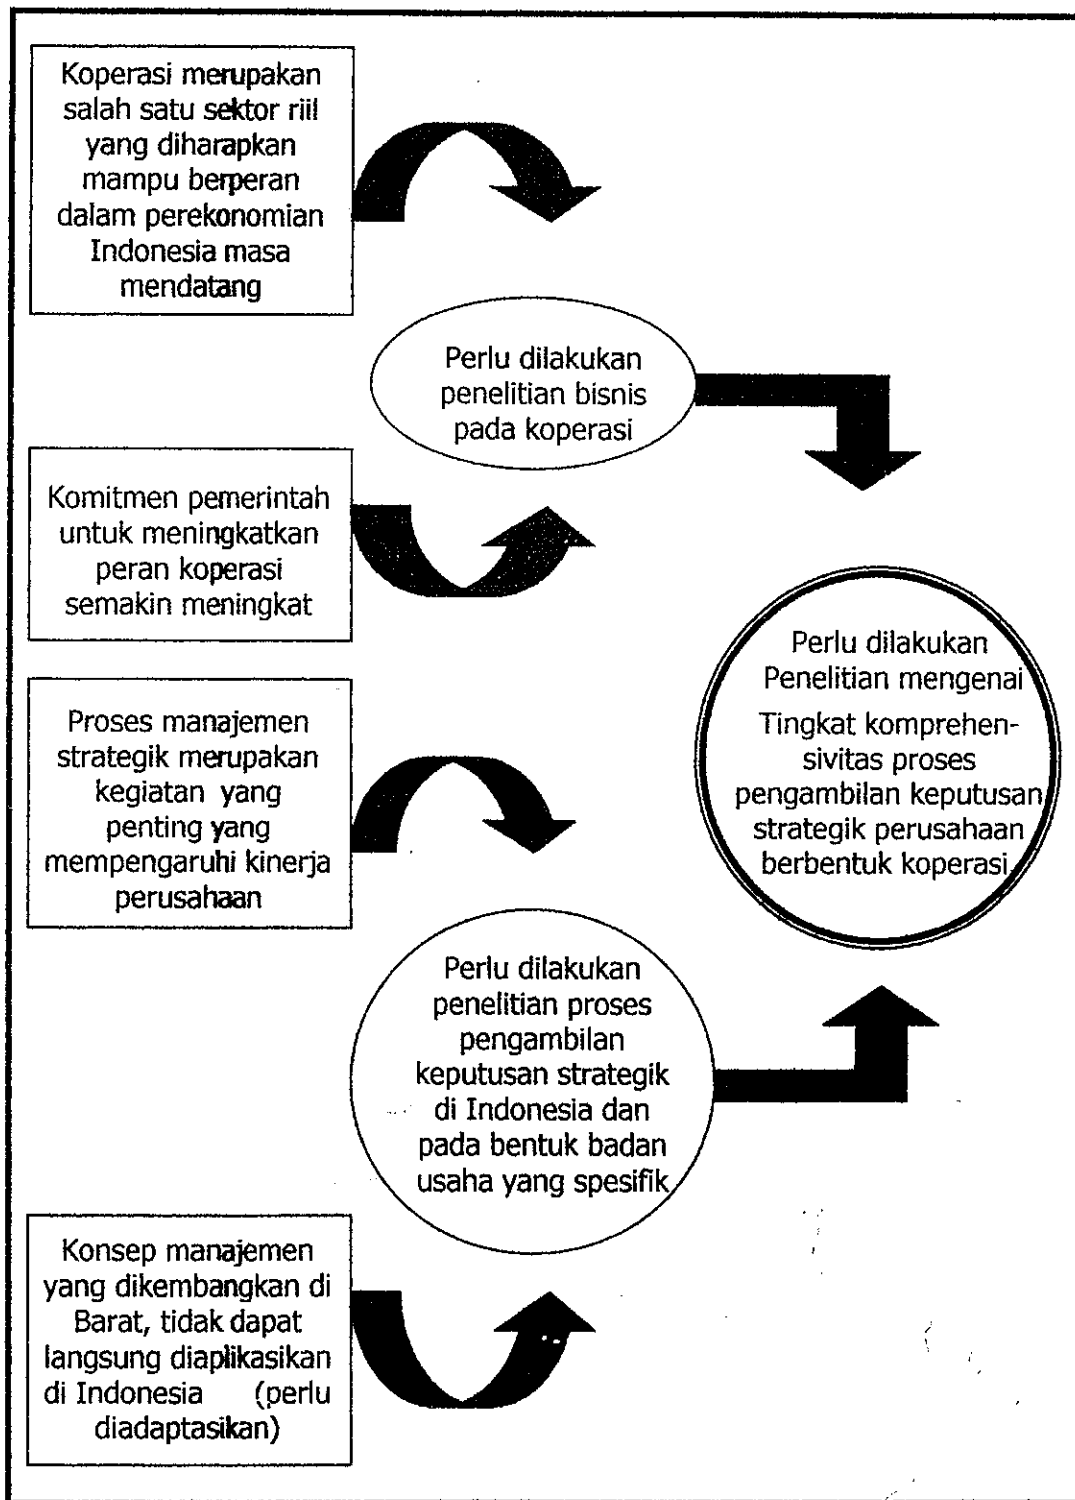 Koperasi merupakan
salah satu sektor riil
yang diharapkan
mampu berperan
dalam perekonomian
Indonesia masa
mendatang
Perlu dilakukan
penelitian bisnis
pada koperasi
Komitmen pemerintah
untuk meningkatkan
peran koperasi
semakin meningkat
Perlu dilakukan
Penelitian mengenai
Tingkat komprehen-
sivitas proses
pengambilan keputusan
strategik perusahaan
berbentuk koperasi.
Proses manajemen
strategik merupakan
kegiatan yang
penting yang
mempengaruhi kinerja
perusahaan
Perlu dilakukan
penelitian proses
pengambilan
keputusan strategik
di Indonesia dan
pada bentuk badan
usaha yang spesifik
Konsep manajemen
yang dikembangkan di
Barat, tidak dapat
langsung diaplikasikan
di Indonesia (perlu
diadaptasikan)